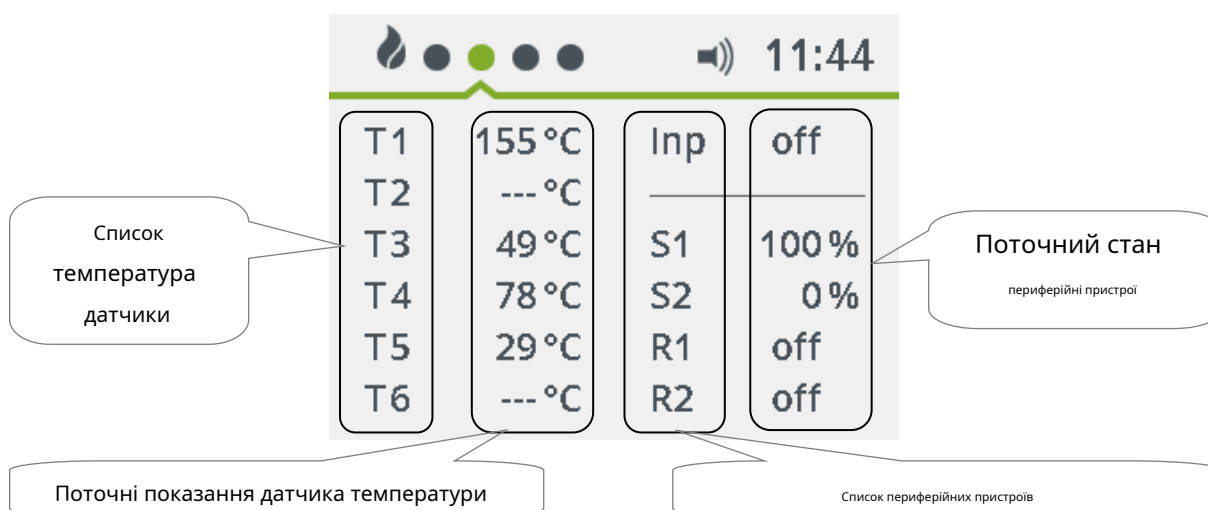 11:44
T1 155 °C Inp off
T2 --- °C
T3 49 °C S1 100 %
T4 78 °C S2 0 %
T5 29 °C R1 off
T6 --- °C R2 off
Список
температура
датчики
Поточний стан
периферійні пристрої
Поточні показання датчика температури
Список периферійних пристроїв